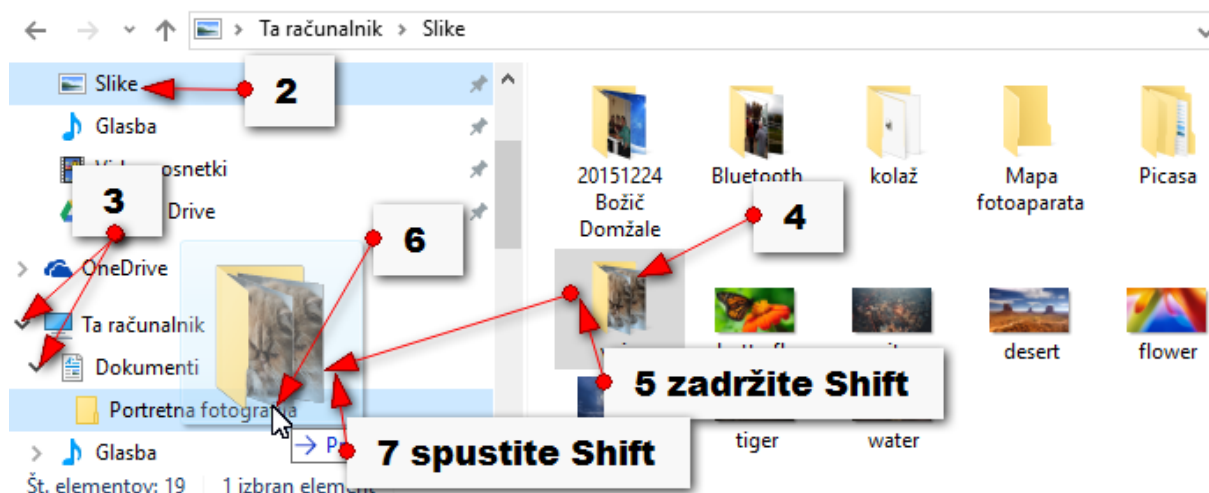 Ta računalnik > Slike
Slike
2
Glasba
osnetki
3
Drive
OneDrive
6
Ta računalnik
Dokumenti
Portretna fotografija
Glasba
Št. elementov: 19
1 izbran element
20151224
Božič
Domžale
Bluetooth
kolaž
Mapa
fotoaparata
Picasa
4
desert
flower
5 zadržite Shift
tiger
water
7 spustite Shift